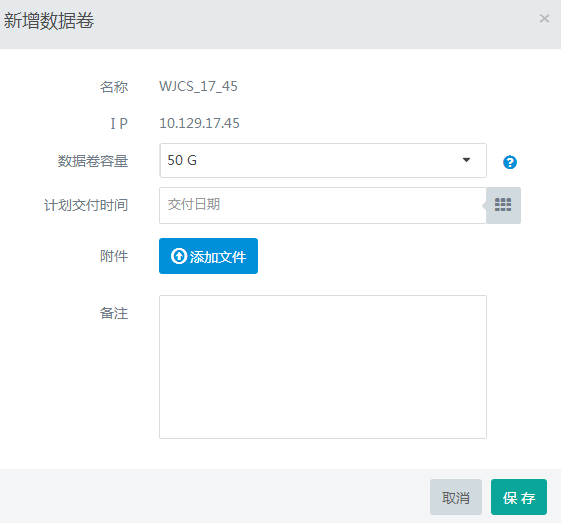 新增数据卷
×
名称 WJCS_17_45
I P 10.129.17.45
数据卷容量 50 G
计划交付时间 交付日期
附件 添加文件
备注
取消 保 存